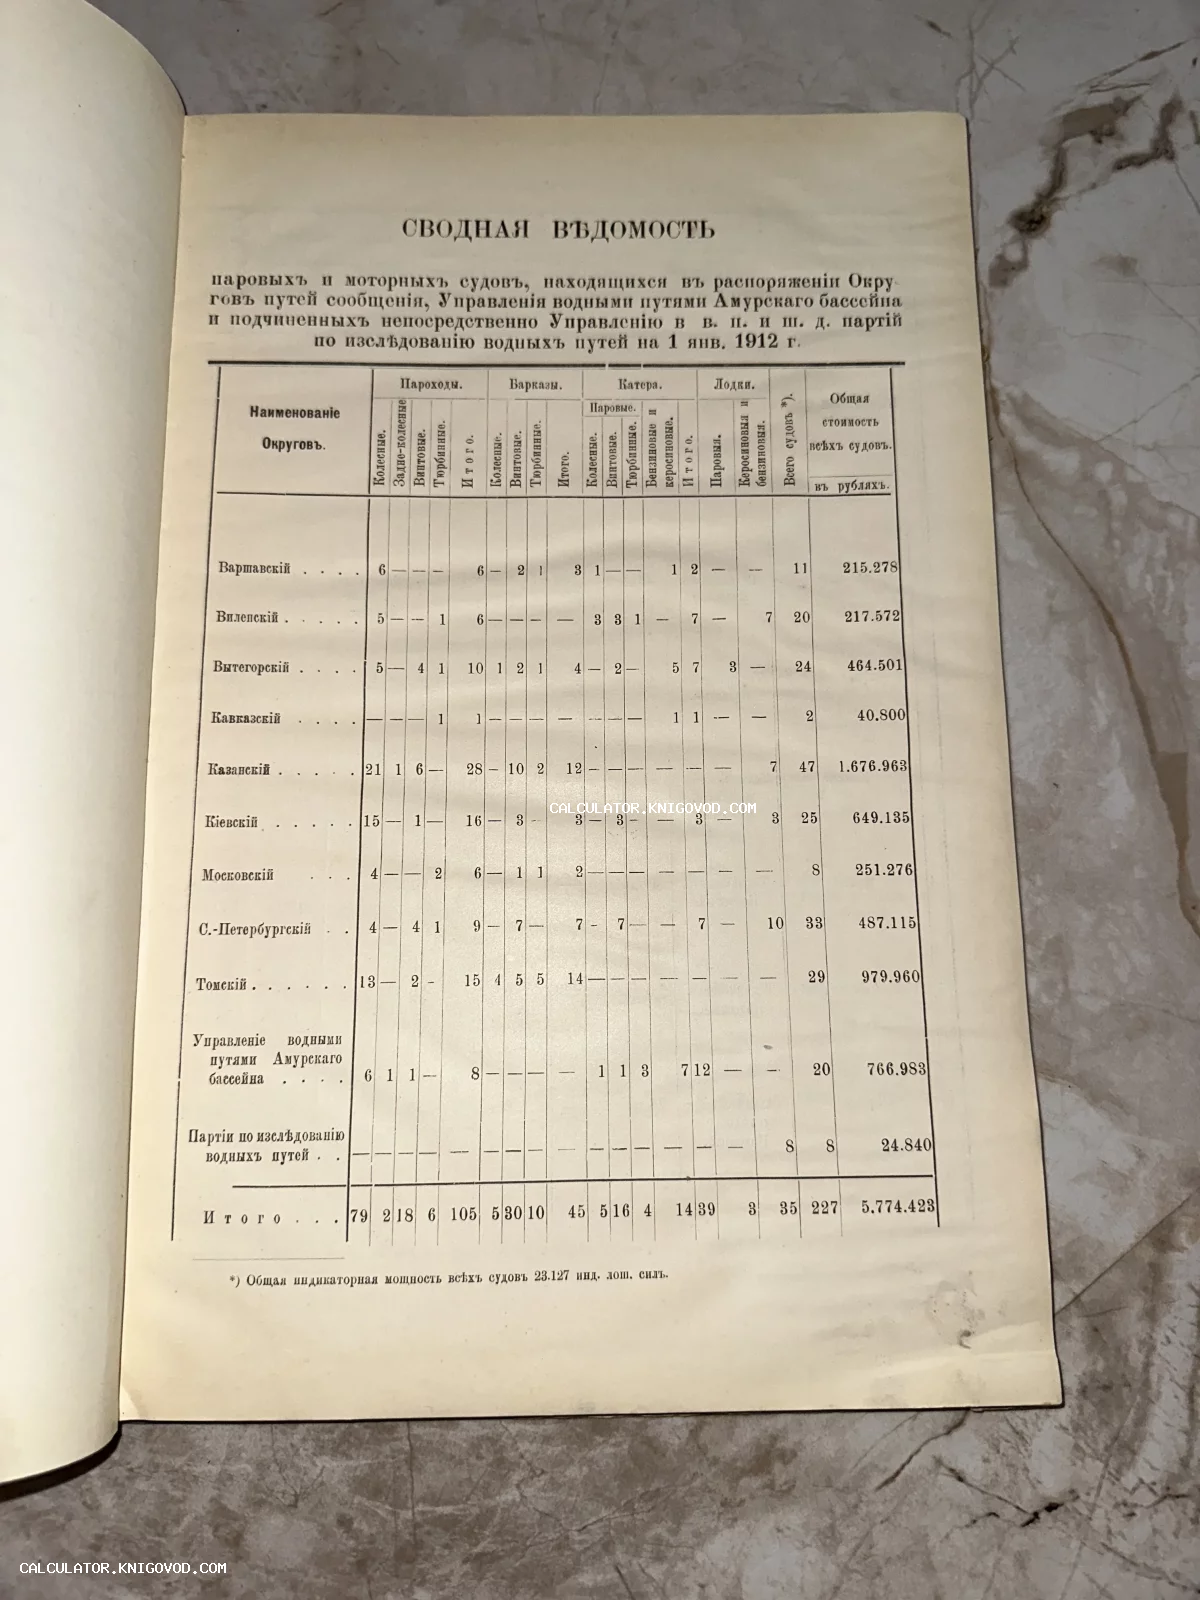 СВОДНАЯ ВѢДОМОСТЬ
паровыхъ и моторныхъ судовъ, находящихся въ распоряженіи Окру-
говъ путей сообщенія, Управленія водными путями Амурскаго бассейна
и подчиненныхъ непосредственно Управленію в в. п. и ш. д. партій
по изслѣдованію водныхъ путей на 1 янв. 1912 г.
Наименованіе Округовъ. Пароходы. Барказы. Катера. Лодки. Всего судовъ *). Общая стоимость всѣхъ судовъ.
Паровые.
Колесные. Задне-колесные Винтовые. Тюрбинные. Итого. Колесные. Винтовые. Тюрбинные. Итого. Колесные. Винтовые. Тюрбинные. Бензиновые и керосиновые. Итого. Паровыя. Керосиновыя и бензиновыя. въ рубляхъ.
Варшавскій . . . . 6 — — — 6 — 2 1 3 1 — — 1 2 — — 11 215.278
Виленскій . . . . . 5 — — 1 6 — — — — 3 3 1 — 7 — 7 20 217.572
Вытегорскій . . . . 5 — 4 1 10 1 2 1 4 — 2 — 5 7 3 — 24 464.501
Кавказскій . . . . — — — 1 1 — — — — — — — 1 1 — — 2 40.800
Казанскій . . . . . 21 1 6 — 28 — 10 2 12 — — — — — — 7 47 1.676.963
Кіевскій . . . . . 15 — 1 — 16 — 3 - 3 — 3 - — 3 — 3 25 649.135
Московскій . . . 4 — — 2 6 — 1 1 2 — — — — — — — 8 251.276
С.-Петербургскій . . 4 — 4 1 9 — 7 — 7 - 7 — — 7 — 10 33 487.115
Томскій . . . . . . 13 — 2 - 15 4 5 5 14 — — — — — — — 29 979.960
Управленіе водными
путями Амурскаго
бассейна . . . . 6 1 1 — 8 — — — — 1 1 3 7 12 — - 20 766.983
Партіи по изслѣдованію
водныхъ путей . . — — — — — — — — — — — — — — — 8 8 24.840
Итого . . . 79 2 18 6 105 5 30 10 45 5 16 4 14 39 3 35 227 5.774.423
*) Общая индикаторная мощность всѣхъ судовъ 23.127 инд. лош. силъ.
CALCULATOR.KNIGOVOD.COM
CALCULATOR.KNIGOVOD.COM